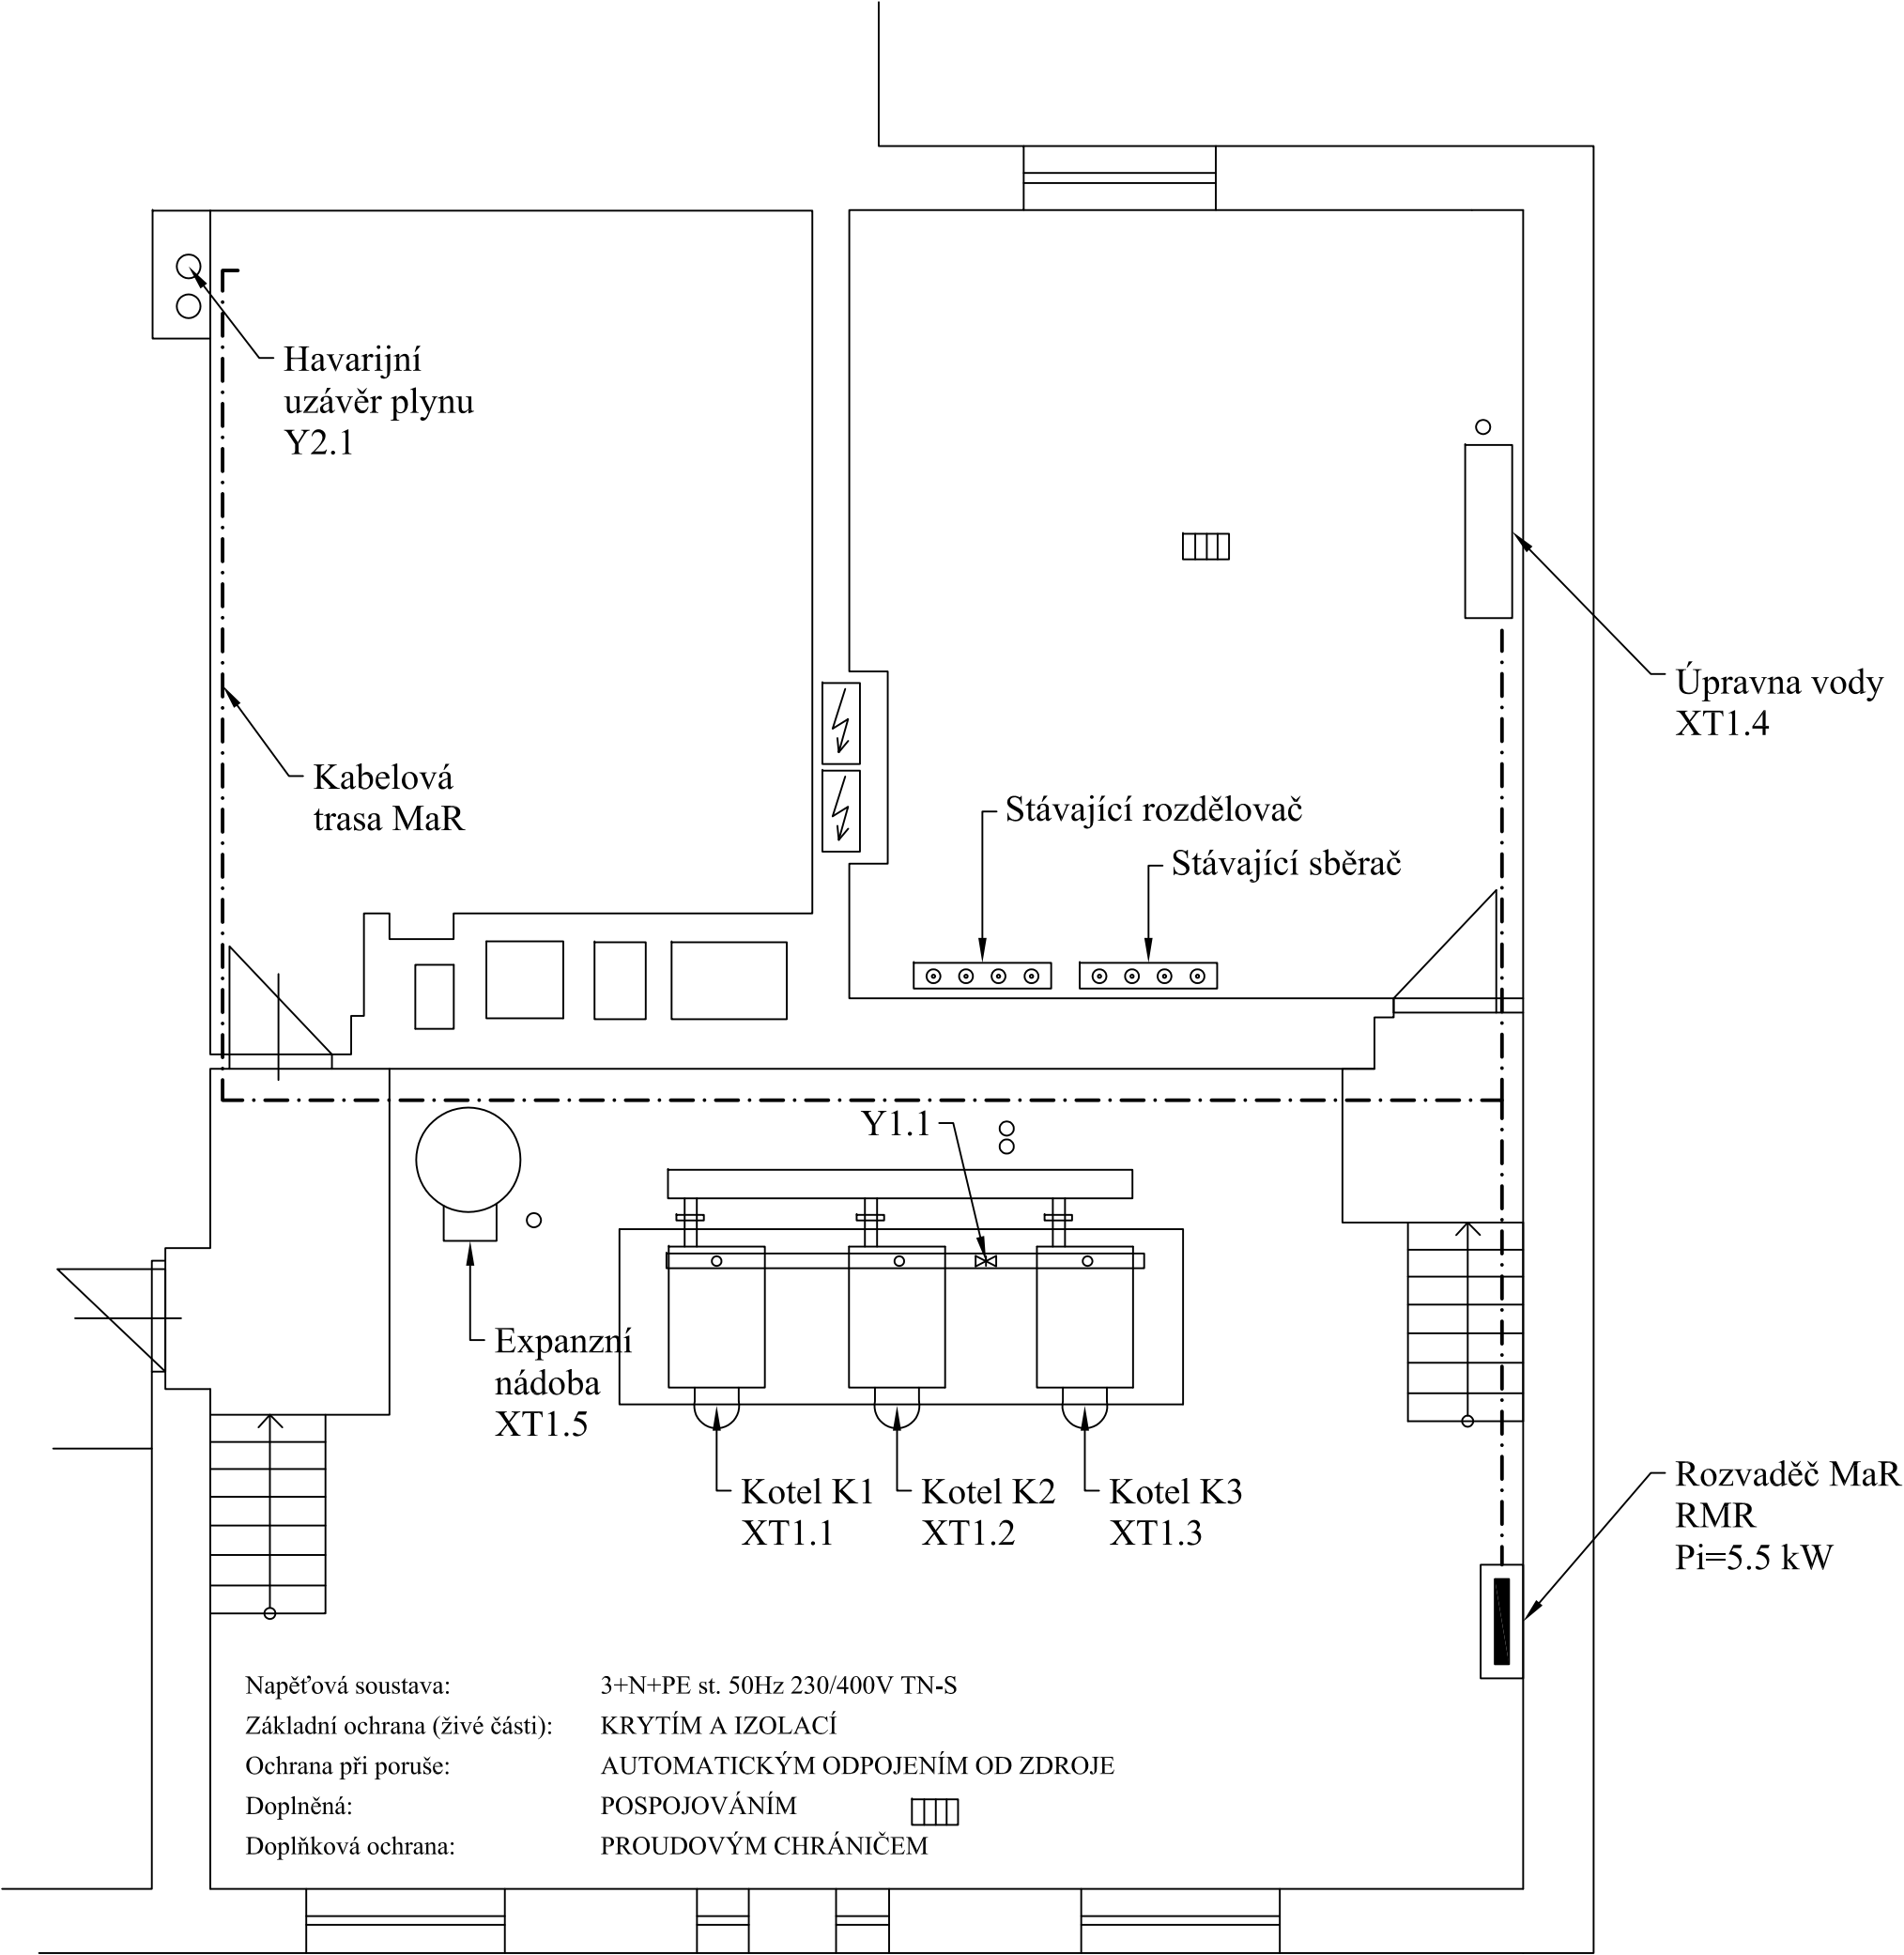 Havarijní
uzávěr plynu
Y2.1
Úpravna vody
XT1.4
Kabelová
trasa MaR
Stávající rozdělovač
Stávající sběrač
Y1.1
Expanzní
nádoba
XT1.5
Kotel K1
XT1.1
Kotel K2
XT1.2
Kotel K3
XT1.3
Rozvaděč MaR
RMR
Pi=5.5 kW
Napěťová soustava: 3+N+PE st. 50Hz 230/400V TN-S
Základní ochrana (živé části): KRYTÍM A IZOLACÍ
Ochrana při poruše: AUTOMATICKÝM ODPOJENÍM OD ZDROJE
Doplněná: POSPOJOVÁNÍM
Doplňková ochrana: PROUDOVÝM CHRÁNIČEM